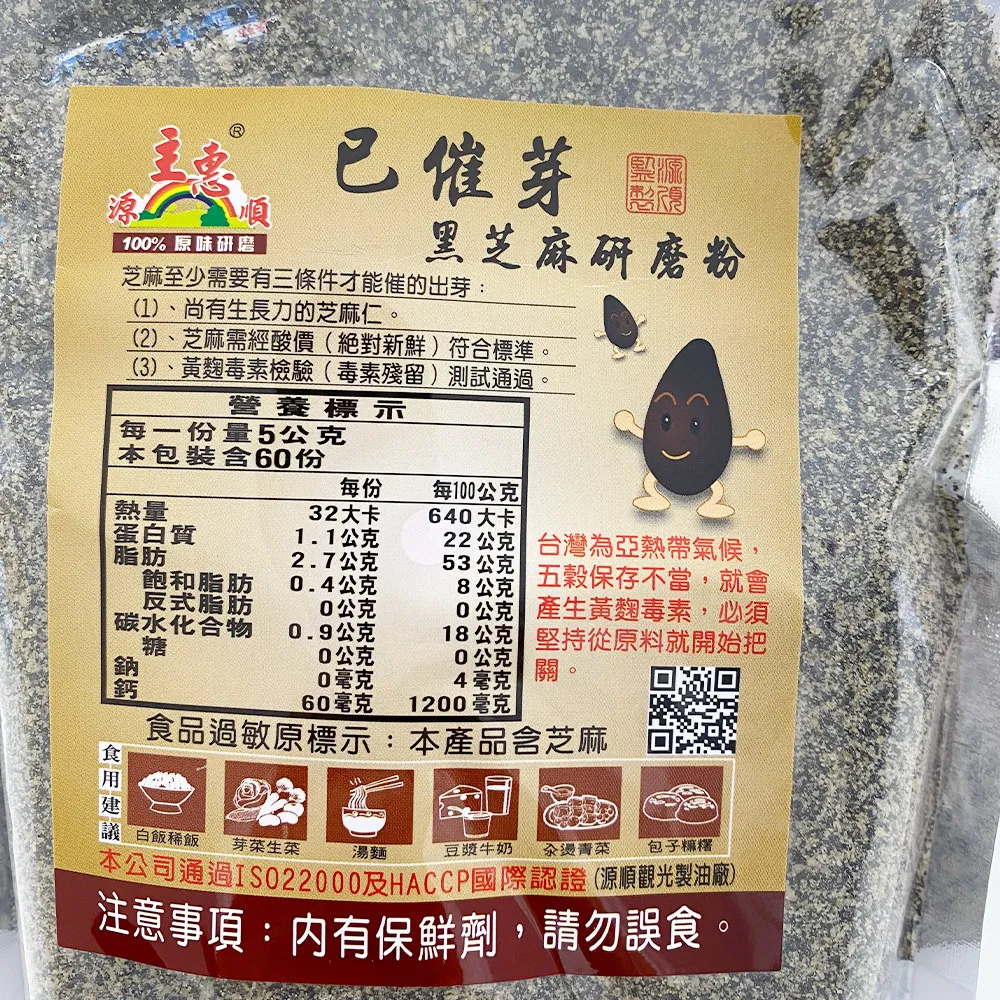 主惠
®
源 順
100% 原味研磨
已催芽
源順
監製
黑芝麻研磨粉
芝麻至少需要有三條件才能催的出芽：
(1)、尚有生長力的芝麻仁。
(2)、芝麻需經酸價（絕對新鮮）符合標準。
(3)、黃麴毒素檢驗（毒素殘留）測試通過。
營養標示
每一份量5公克
本包裝含60份
每份 每100公克
熱量 32大卡 640大卡
蛋白質 1.1公克 22公克
脂肪 2.7公克 53公克
飽和脂肪 0.4公克 8公克
反式脂肪 0公克 0公克
碳水化合物 0.9公克 18公克
糖 0公克 0公克
鈉 0毫克 4毫克
鈣 60毫克 1200毫克
台灣為亞熱帶氣候，
五穀保存不當，就會
產生黃麴毒素，必須
堅持從原料就開始把
關。
食品過敏原標示：本產品含芝麻
食用建議
白飯稀飯 芽菜生菜 湯麵 豆漿牛奶 汆燙青菜 包子麻糬
本公司通過ISO22000及HACCP國際認證(源順觀光製油廠)
注意事項：內有保鮮劑，請勿誤食。